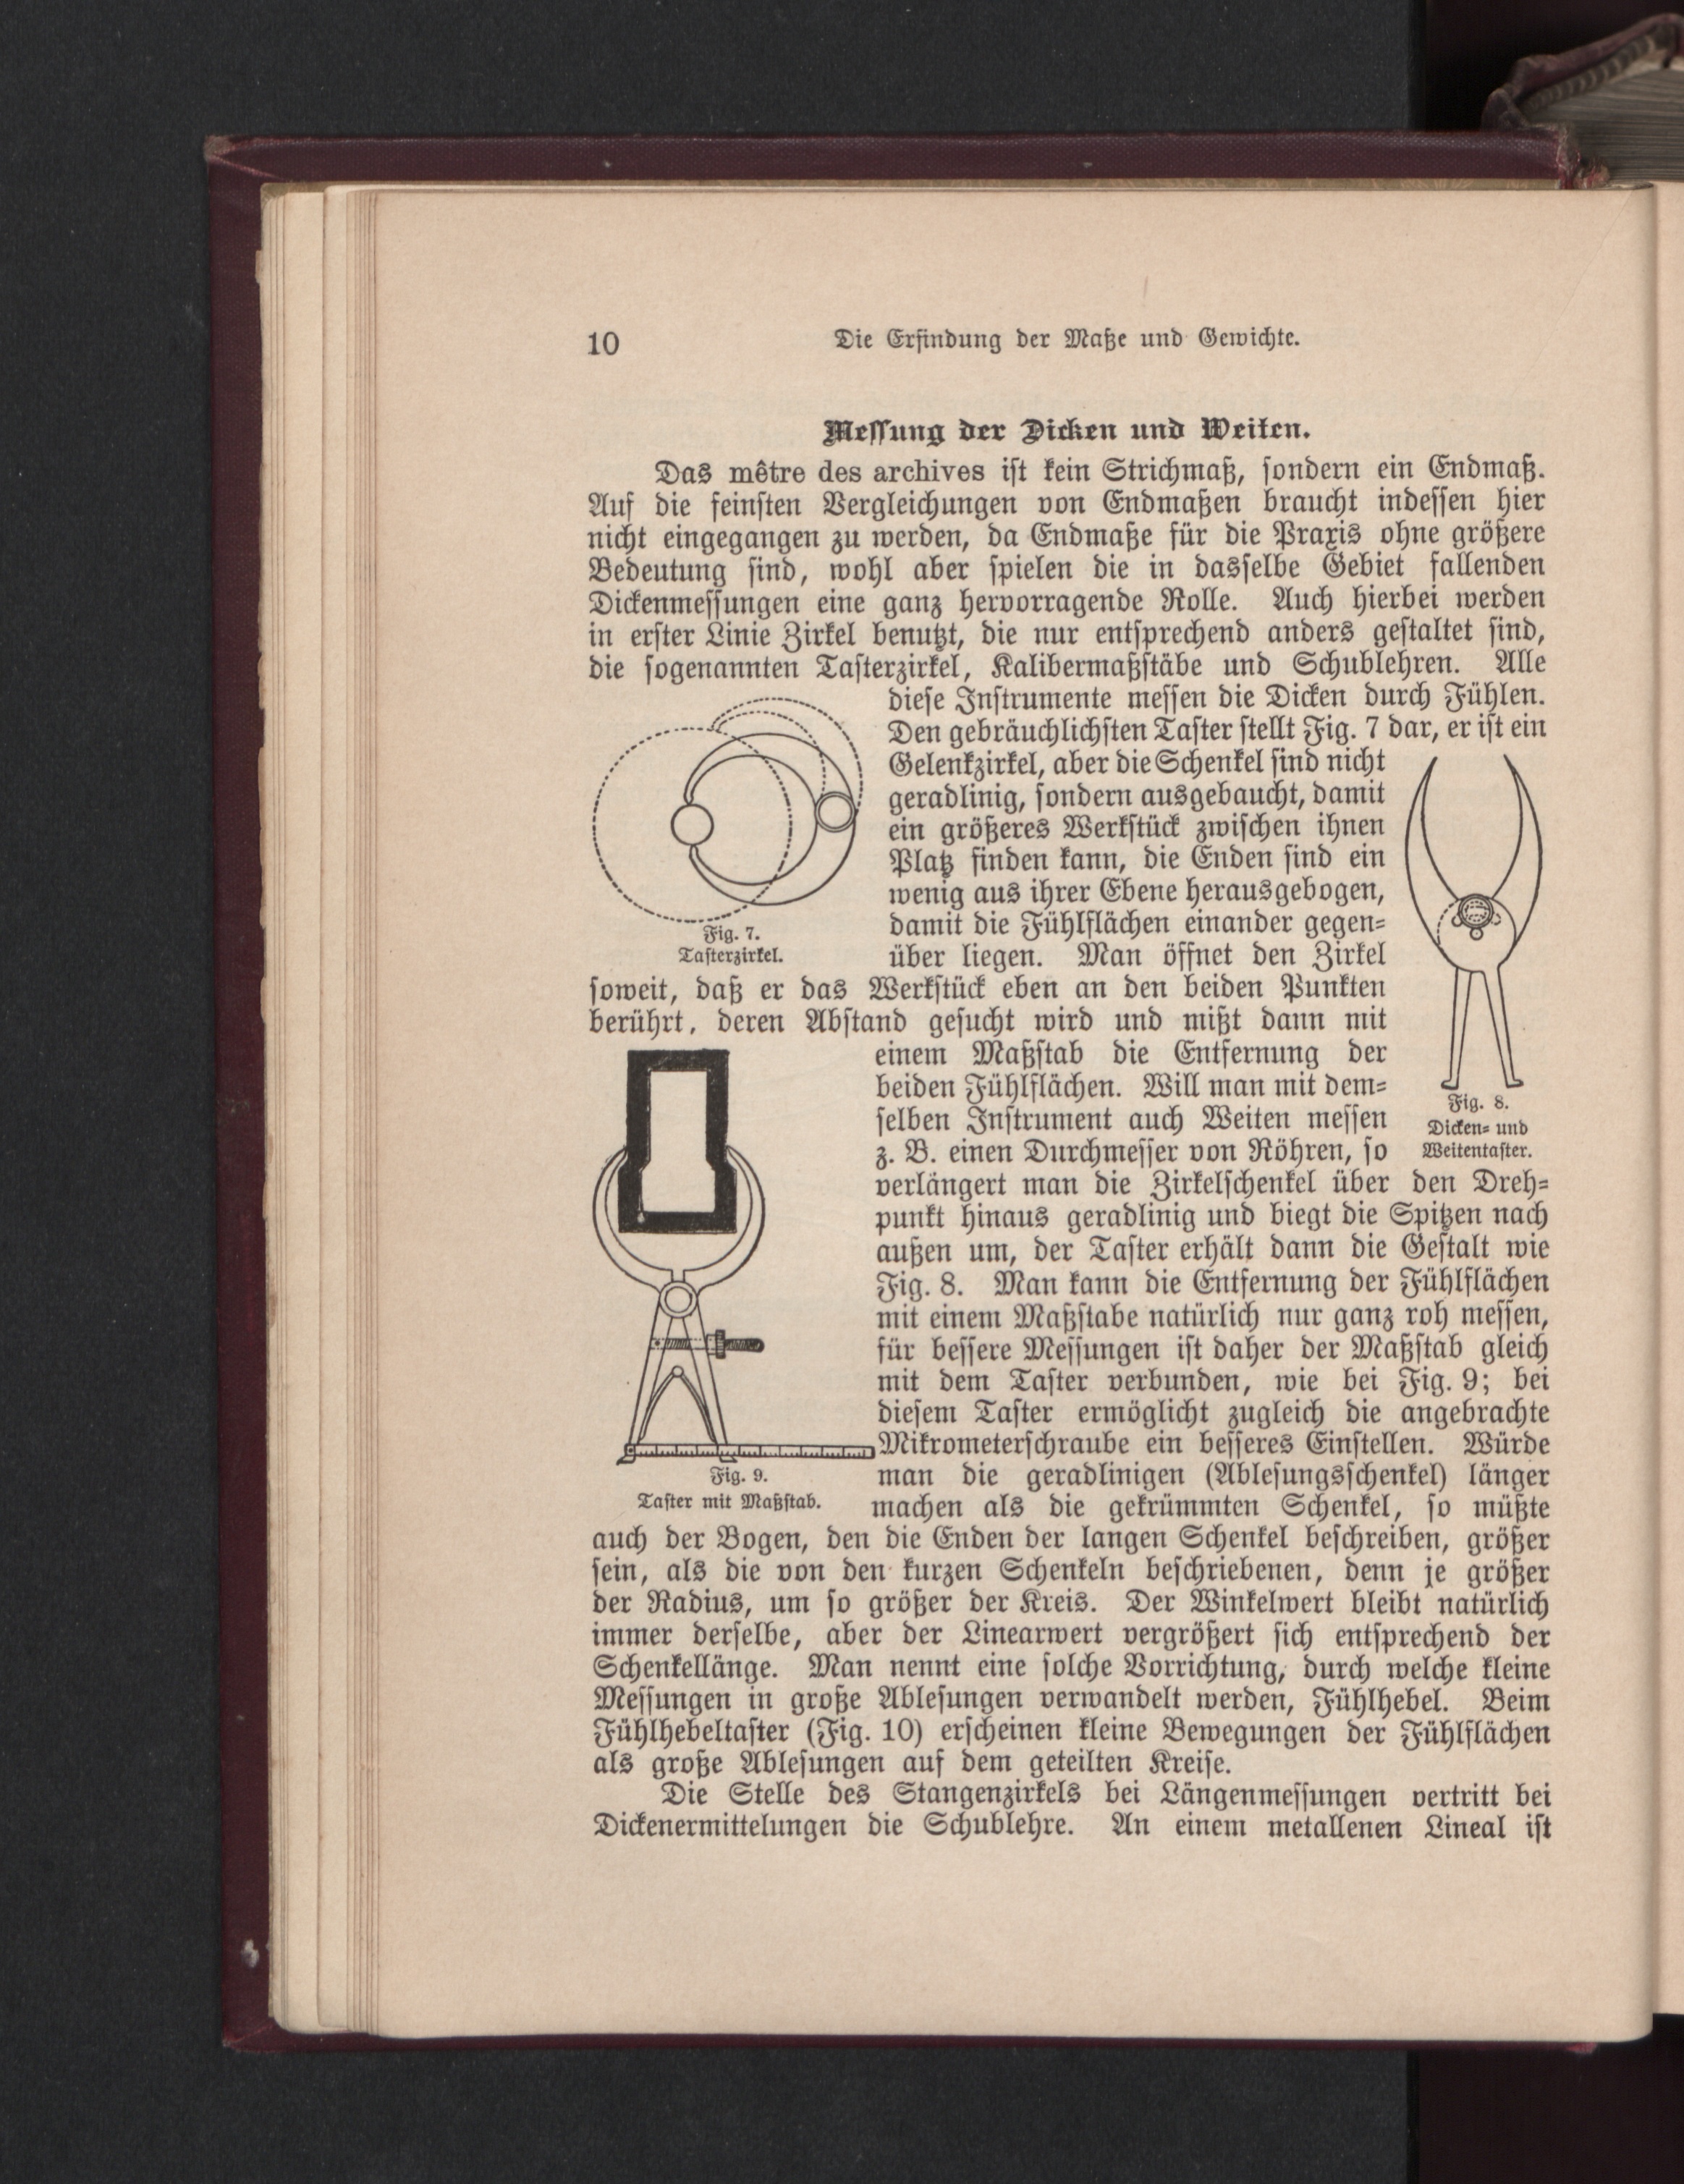 10
Die Erfindung der Maße und Gewichte.
Messung der Dicken und Weiten.
Das mêtre des archives ist kein Strichmaß, sondern ein Endmaß.
Auf die feinsten Vergleichungen von Endmaßen braucht indessen hier
nicht eingegangen zu werden, da Endmaße für die Praxis ohne größere
Bedeutung sind, wohl aber spielen die in dasselbe Gebiet fallenden
Dickenmessungen eine ganz hervorragende Rolle. Auch hierbei werden
in erster Linie Zirkel benutzt, die nur entsprechend anders gestaltet sind,
die sogenannten Tasterzirkel, Kalibermaßstäbe und Schublehren. Alle
diese Instrumente messen die Dicken durch Fühlen.
Den gebräuchlichsten Taster stellt Fig. 7 dar, er ist ein
Gelenkzirkel, aber die Schenkel sind nicht
geradlinig, sondern ausgebaucht, damit
ein größeres Werkstück zwischen ihnen
Platz finden kann, die Enden sind ein
wenig aus ihrer Ebene herausgebogen,
damit die Fühlflächen einander gegen-
über liegen. Man öffnet den Zirkel
soweit, daß er das Werkstück eben an den beiden Punkten
berührt, deren Abstand gesucht wird und mißt dann mit
einem Maßstab die Entfernung der
beiden Fühlflächen. Will man mit dem-
selben Instrument auch Weiten messen
z. B. einen Durchmesser von Röhren, so
verlängert man die Zirkelschenkel über den Dreh-
punkt hinaus geradlinig und biegt die Spitzen nach
außen um, der Taster erhält dann die Gestalt wie
Fig. 8. Man kann die Entfernung der Fühlflächen
mit einem Maßstabe natürlich nur ganz roh messen,
für bessere Messungen ist daher der Maßstab gleich
mit dem Taster verbunden, wie bei Fig. 9; bei
diesem Taster ermöglicht zugleich die angebrachte
Mikrometerschraube ein besseres Einstellen. Würde
man die geradlinigen (Ablesungsschenkel) länger
machen als die gekrümmten Schenkel, so müßte
auch der Bogen, den die Enden der langen Schenkel beschreiben, größer
sein, als die von den kurzen Schenkeln beschriebenen, denn je größer
der Radius, um so größer der Kreis. Der Winkelwert bleibt natürlich
immer derselbe, aber der Linearwert vergrößert sich entsprechend der
Schenkellänge. Man nennt eine solche Vorrichtung, durch welche kleine
Messungen in große Ablesungen verwandelt werden, Fühlhebel. Beim
Fühlhebeltaster (Fig. 10) erscheinen kleine Bewegungen der Fühlflächen
als große Ablesungen auf dem geteilten Kreise.
Die Stelle des Stangenzirkels bei Längenmessungen vertritt bei
Dickenermittelungen die Schublehre. An einem metallenen Lineal ist
Fig. 7.
Tasterzirkel.
Fig. 8.
Dicken- und
Weitentaster.
Fig. 9.
Taster mit Maßstab.